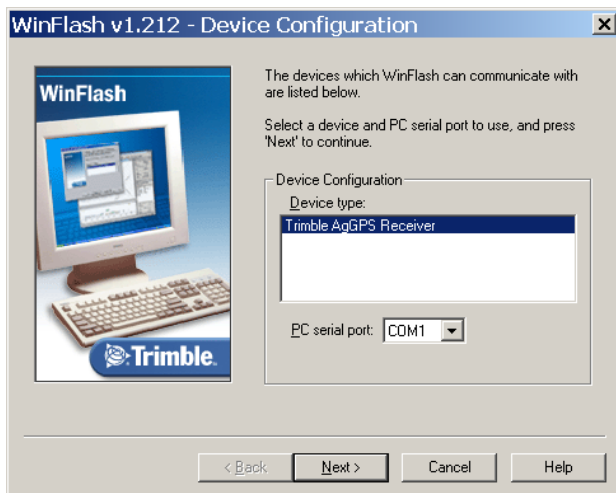 WinFlash v1.212 - Device Configuration
WinFlash
Trimble.
The devices which WinFlash can communicate with
are listed below.
Select a device and PC serial port to use, and press
'Next' to continue.
Device Configuration
Device type:
Trimble AgGPS Receiver
PC serial port: COM1
< Back
Next >
Cancel
Help